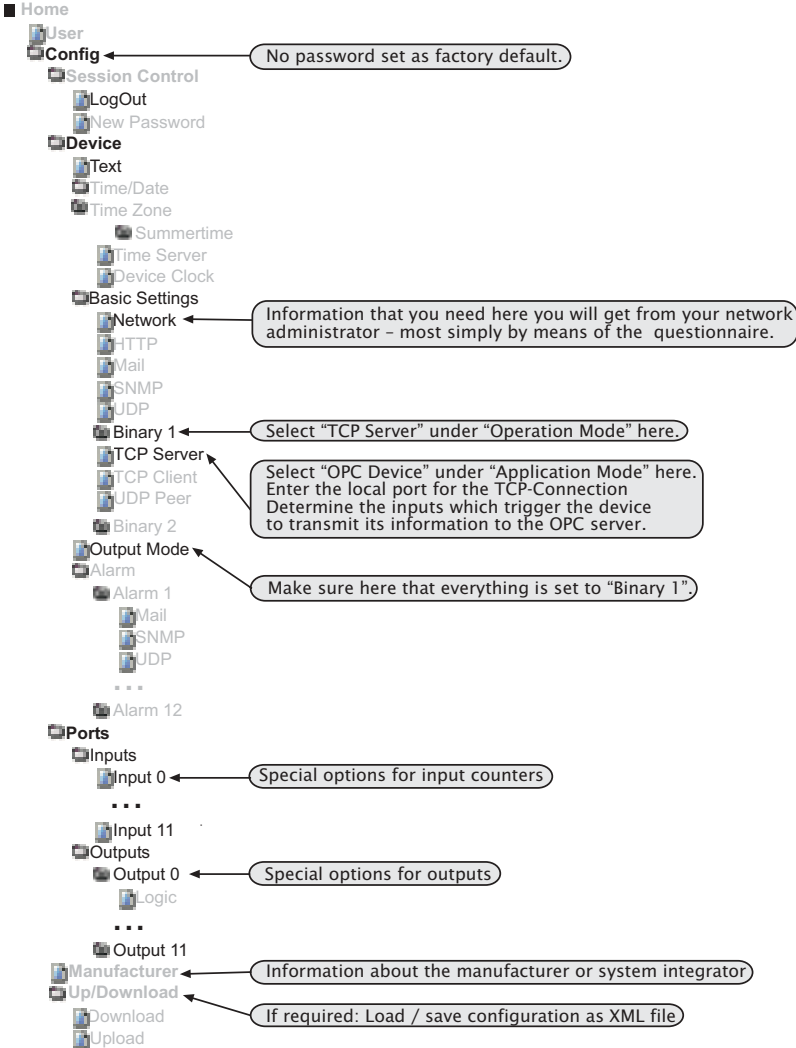 Home
User
Config
No password set as factory default.
Session Control
LogOut
New Password
Device
Text
Time/Date
Time Zone
Summertime
Time Server
Device Clock
Basic Settings
Network
Information that you need here you will get from your network
administrator – most simply by means of the questionnaire.
HTTP
Mail
SNMP
UDP
Binary 1
Select “TCP Server” under “Operation Mode” here.
TCP Server
Select “OPC Device” under “Application Mode” here.
Enter the local port for the TCP-Connection
Determine the inputs which trigger the device
to transmit its information to the OPC server.
TCP Client
UDP Peer
Binary 2
Output Mode
Make sure here that everything is set to “Binary 1”.
Alarm
Alarm 1
Mail
SNMP
UDP
...
Alarm 12
Ports
Inputs
Input 0
Special options for input counters
...
Input 11
Outputs
Output 0
Special options for outputs
Logic
...
Output 11
Manufacturer
Information about the manufacturer or system integrator
Up/Download
If required: Load / save configuration as XML file
Download
Upload